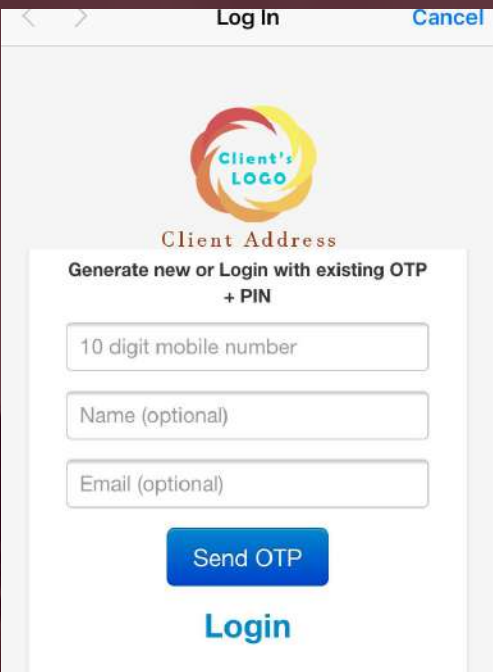 Log In
Cancel
Client's
LOGO
Client Address
Generate new or Login with existing OTP
+ PIN
10 digit mobile number
Name (optional)
Email (optional)
Send OTP
Login